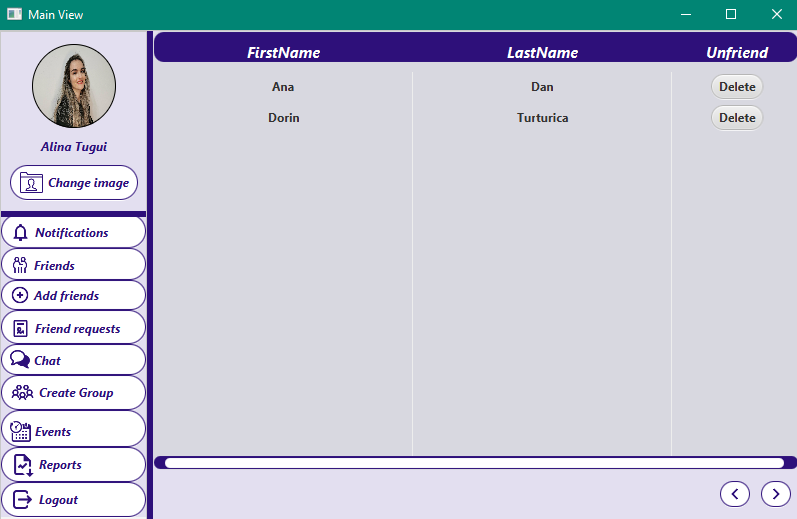 Main View
FirstName LastName Unfriend
Ana Dan Delete
Dorin Turturica Delete
Alina Tugui
Change image
Notifications
Friends
Add friends
Friend requests
Chat
Create Group
Events
Reports
Logout